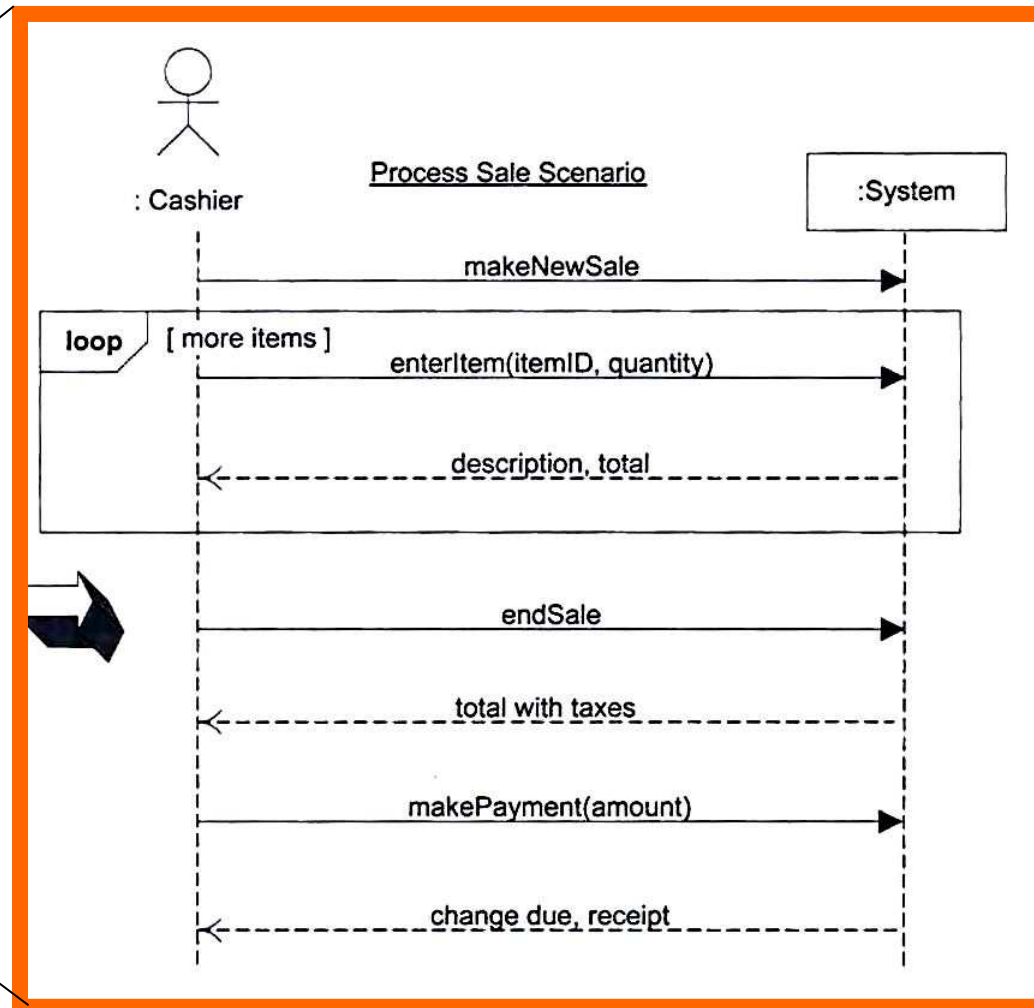 Process Sale Scenario
: Cashier
:System
makeNewSale
loop
[ more items ]
enterItem(itemID, quantity)
description, total
endSale
total with taxes
makePayment(amount)
change due, receipt